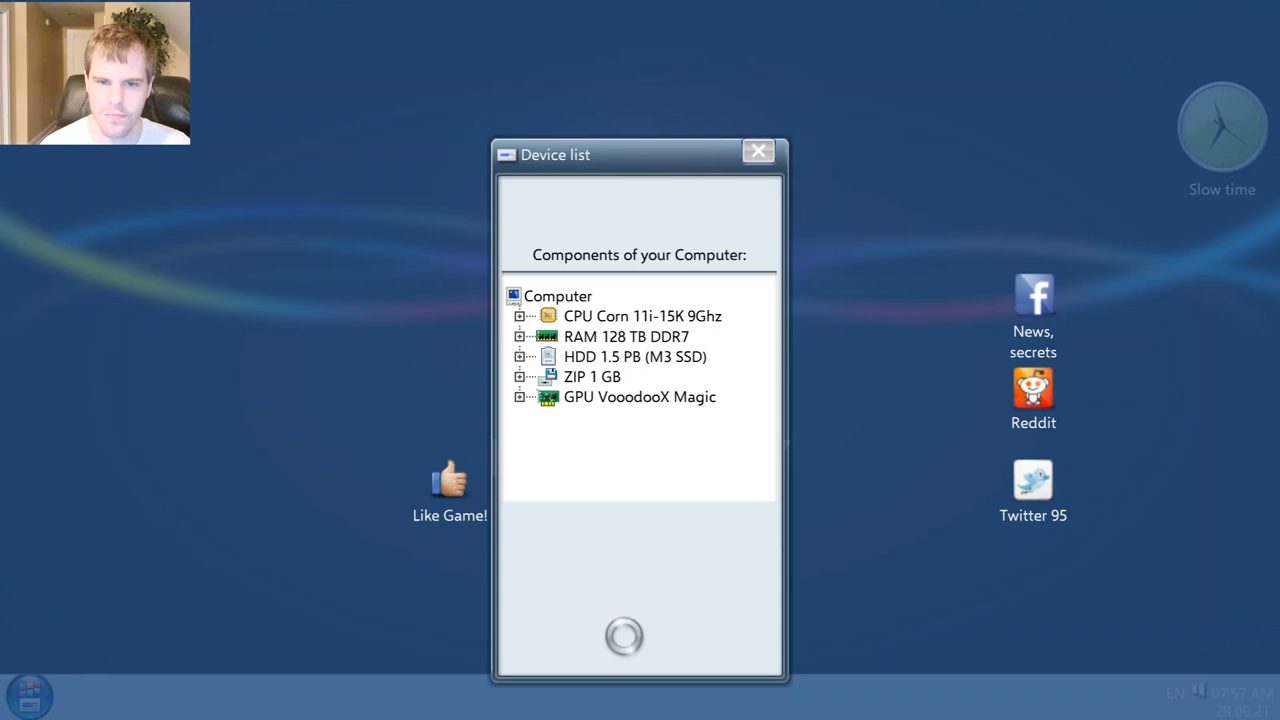 Device list
Slow time
Components of your Computer:
Computer
CPU Corn 11i-15K 9Ghz
RAM 128 TB DDR7
HDD 1.5 PB (M3 SSD)
ZIP 1 GB
GPU VooodooX Magic
News,
secrets
Reddit
Like Game!
Twitter 95
EN 07:57 AM
29.09.21